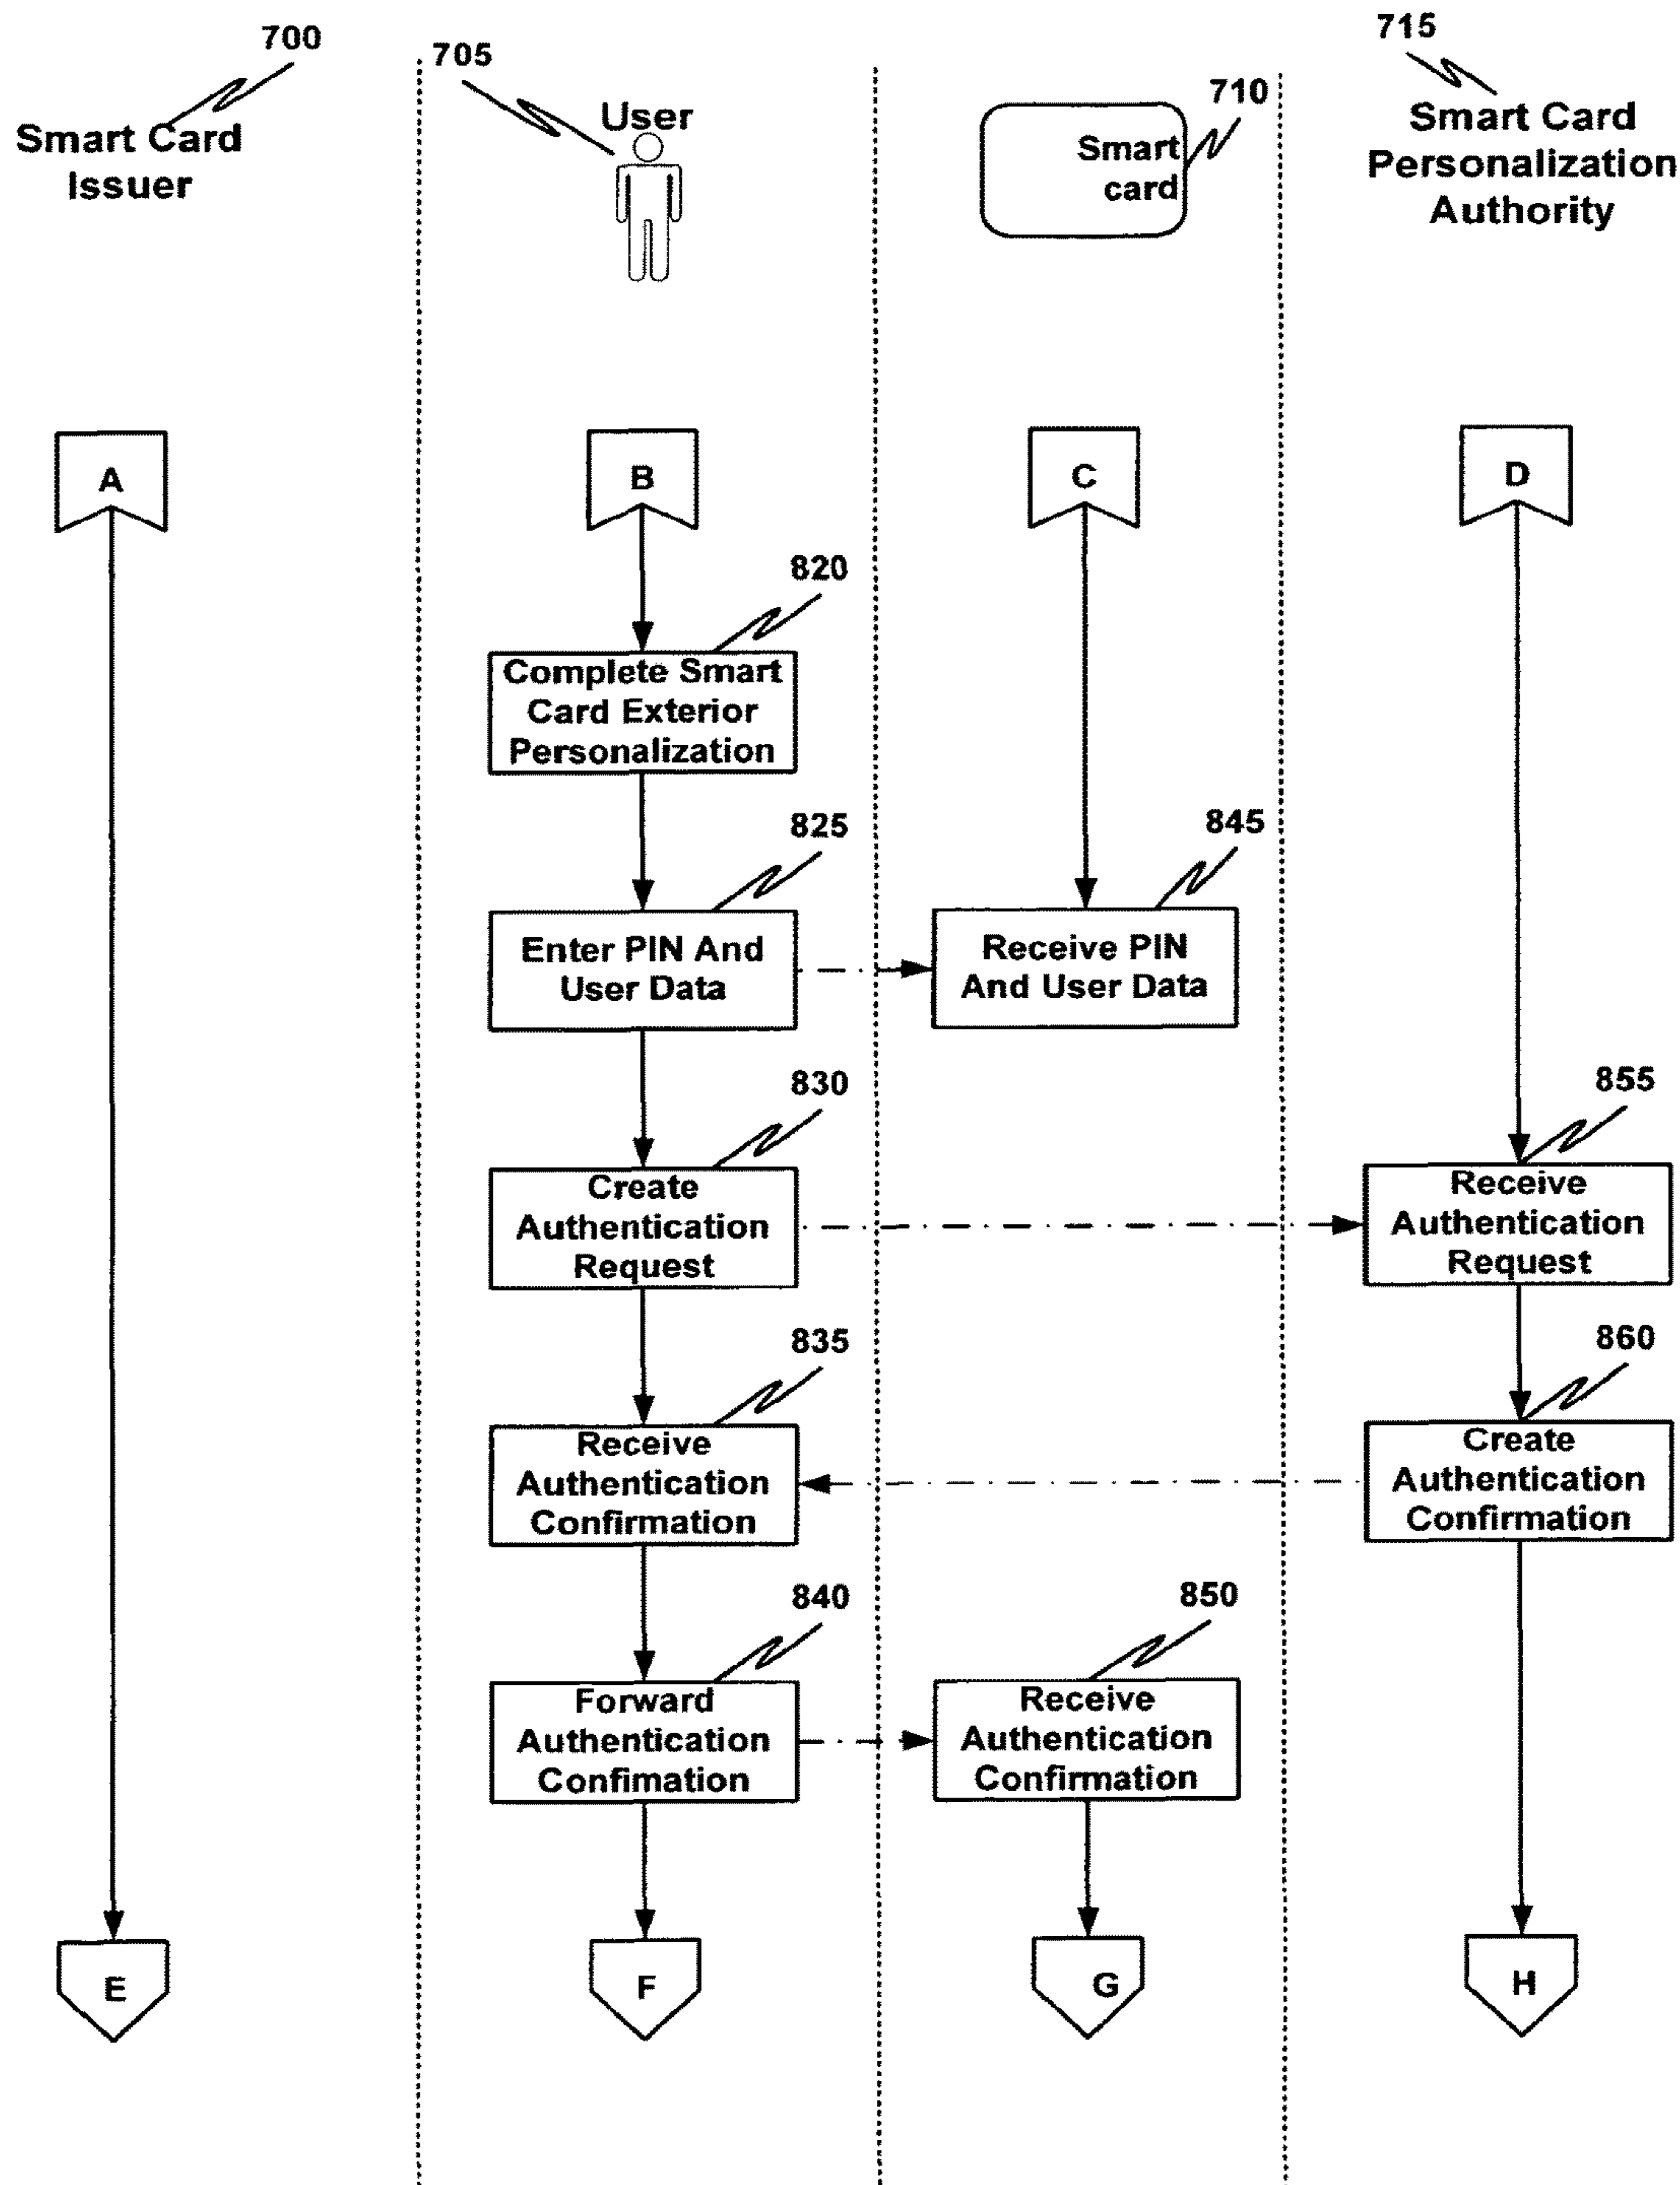 700
705
715
Smart Card
Issuer
User
710
Smart
card
Smart Card
Personalization
Authority
A
B
C
D
820
Complete Smart
Card Exterior
Personalization
825
845
Enter PIN And
User Data
Receive PIN
And User Data
830
855
Create
Authentication
Request
Receive
Authentication
Request
835
860
Receive
Authentication
Confirmation
Create
Authentication
Confirmation
840
850
Forward
Authentication
Confimation
Receive
Authentication
Confirmation
E
F
G
H